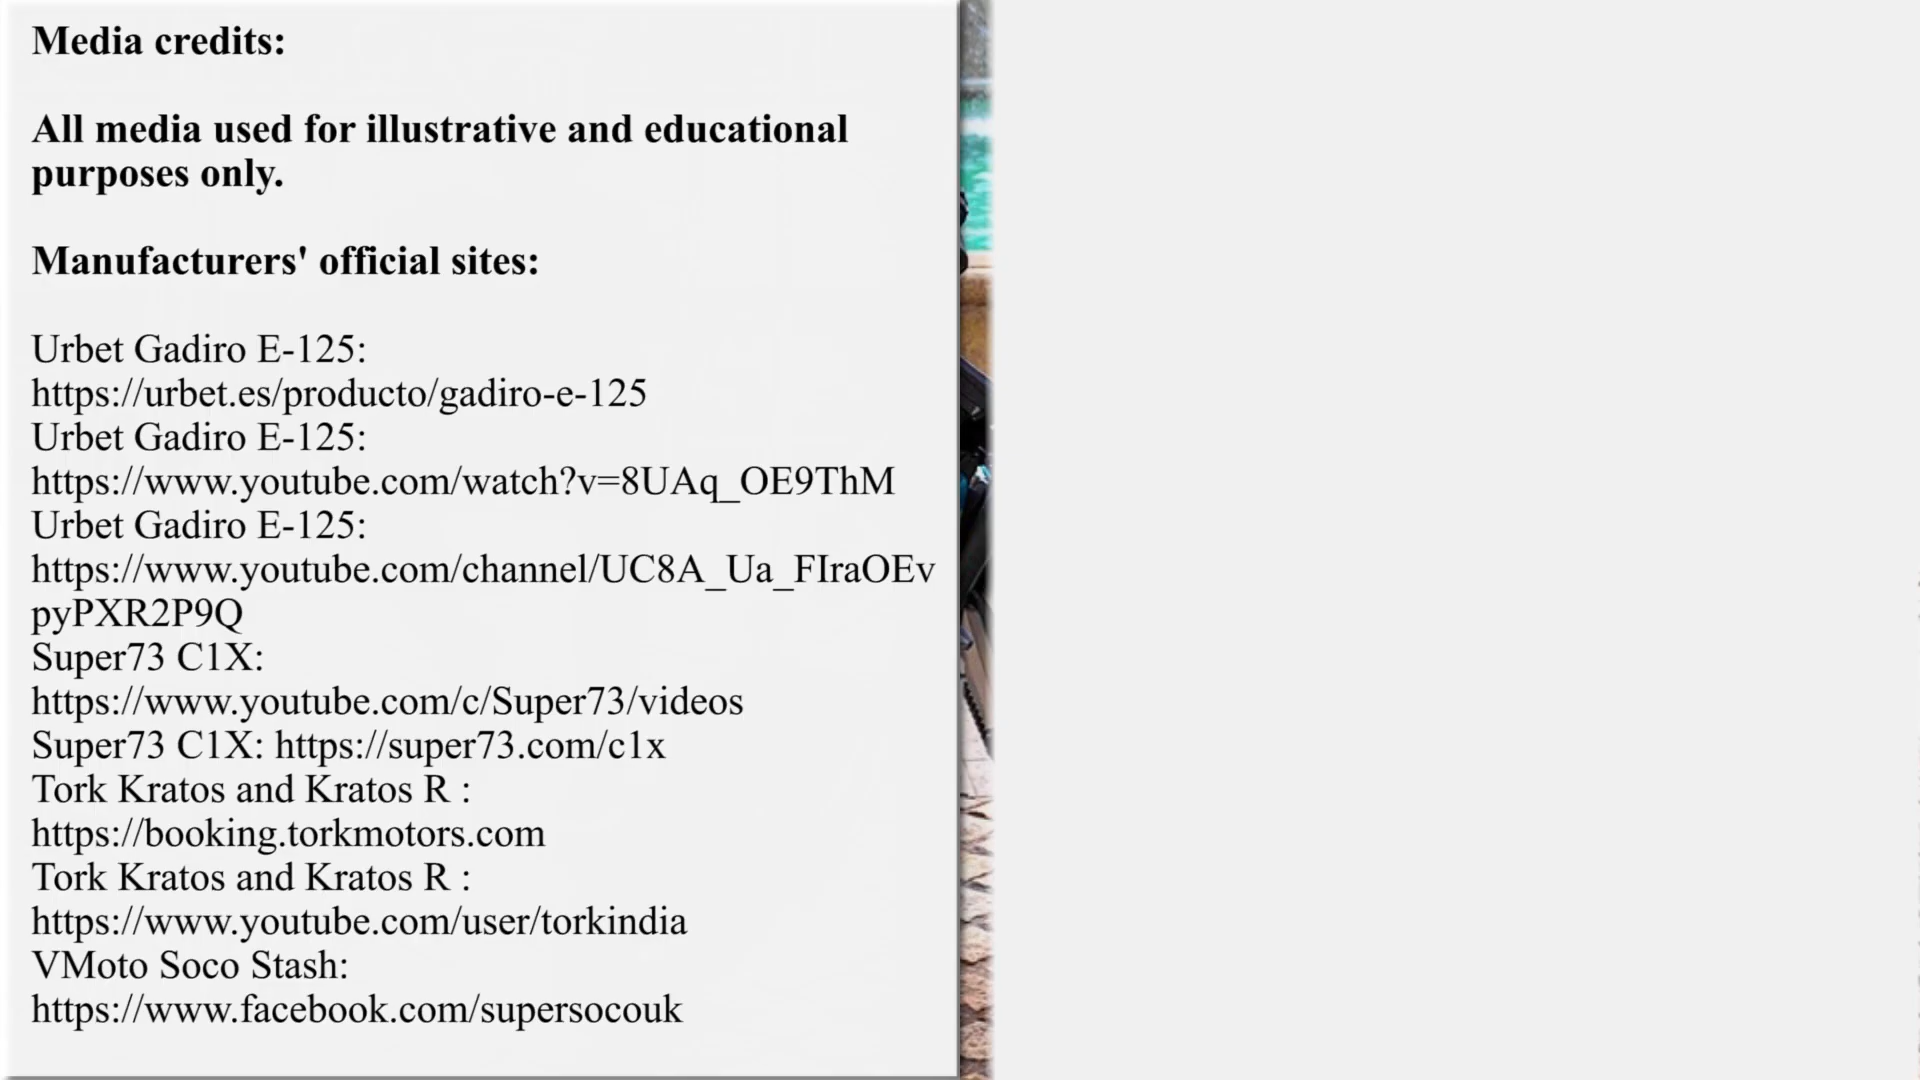 Media credits:
All media used for illustrative and educational
purposes only.
Manufacturers' official sites:
Urbet Gadiro E-125:
https://urbet.es/producto/gadiro-e-125
Urbet Gadiro E-125:
https://www.youtube.com/watch?v=8UAq_OE9ThM
Urbet Gadiro E-125:
https://www.youtube.com/channel/UC8A_Ua_FIraOEv
pyPXR2P9Q
Super73 C1X:
https://www.youtube.com/c/Super73/videos
Super73 C1X: https://super73.com/c1x
Tork Kratos and Kratos R :
https://booking.torkmotors.com
Tork Kratos and Kratos R :
https://www.youtube.com/user/torkindia
VMoto Soco Stash:
https://www.facebook.com/supersocouk